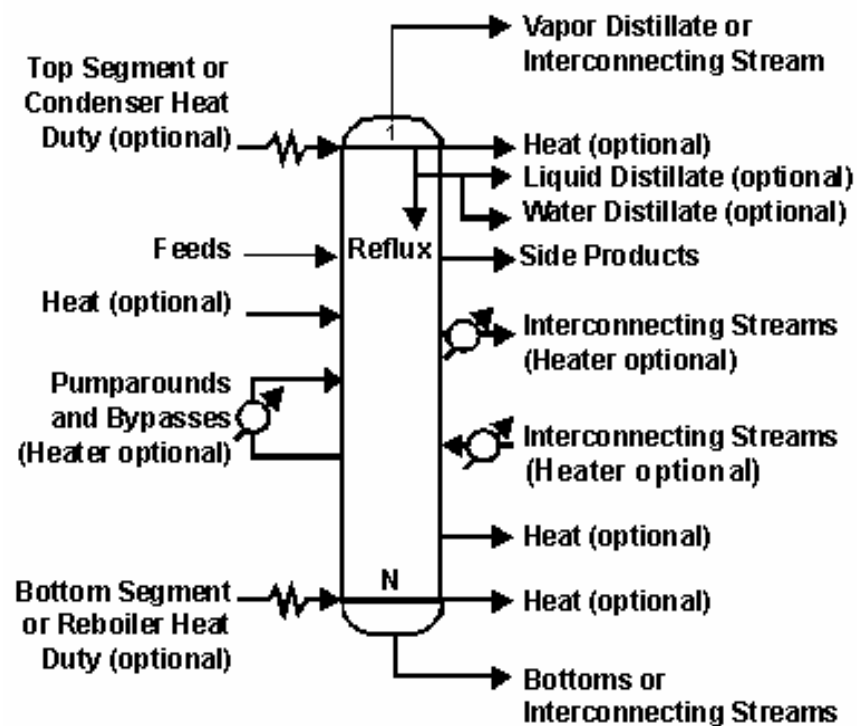 Vapor Distillate or
Interconnecting Stream
Top Segment or
Condenser Heat
Duty (optional)
1
Heat (optional)
Liquid Distillate (optional)
Water Distillate (optional)
Feeds
Reflux
Side Products
Heat (optional)
Interconnecting Streams
(Heater optional)
Pumparounds
and Bypasses
(Heater optional)
Interconnecting Streams
(Heater optional)
Heat (optional)
N
Bottom Segment
or Reboiler Heat
Duty (optional)
Heat (optional)
Bottoms or
Interconnecting Streams